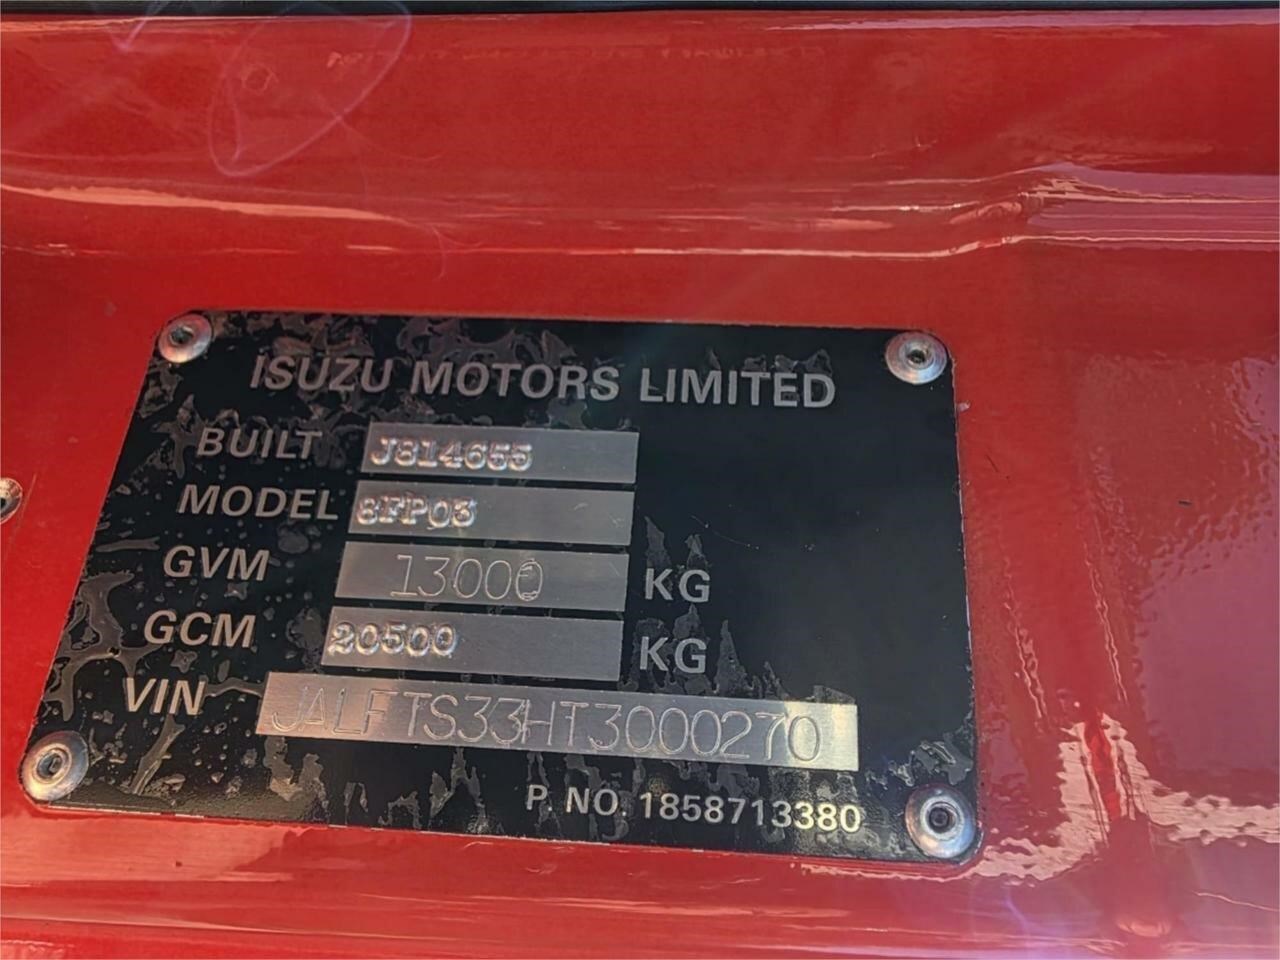 ISUZU MOTORS LIMITED
BUILT J814655
MODEL 8FP03
GVM 13000 KG
GCM 20500 KG
VIN JALFTS33HT3000270
P. NO. 1858713380